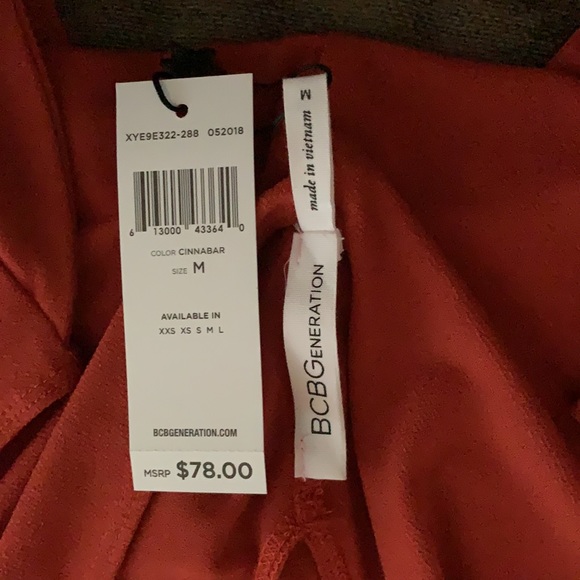 XYE9E322-288 052018
6 13000 43364 0
COLOR CINNABAR
SIZE M
AVAILABLE IN
XXS XS S M L
BCBGENERATION.COM
MSRP $78.00
made in vietnam M
BCBGENERATION